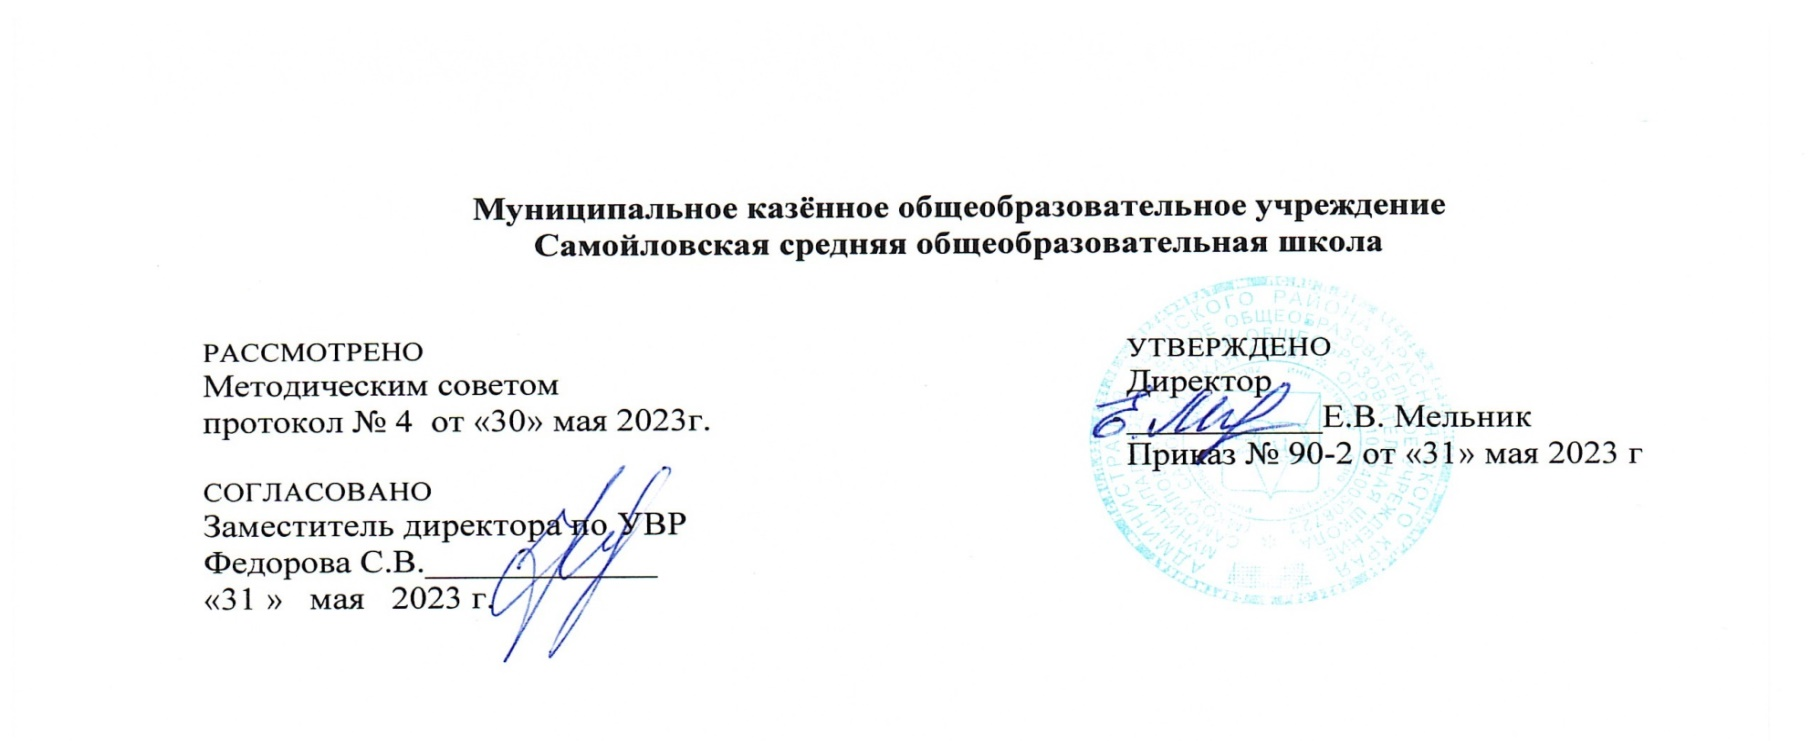 Муниципальное казённое общеобразовательное учреждение
Самойловская средняя общеобразовательная школа
РАССМОТРЕНО
Методическим советом
протокол № 4 от «30» мая 2023г.
СОГЛАСОВАНО
Заместитель директора по УВР
Федорова С.В.______________
«31 » мая 2023 г.
УТВЕРЖДЕНО
Директор
____________Е.В. Мельник
Приказ № 90-2 от «31» мая 2023 г